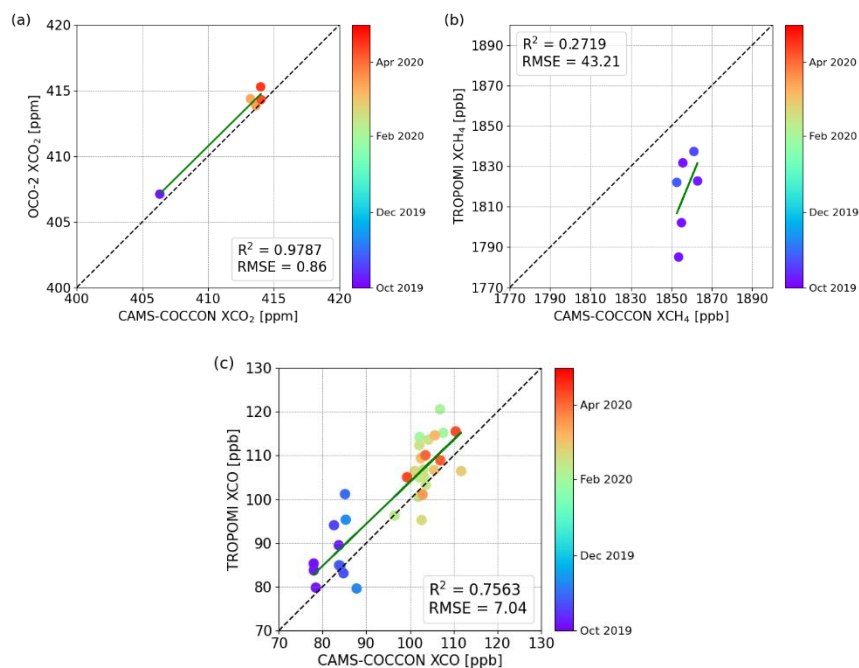 (a)
420
415
410
405
400
OCO-2 XCO₂ [ppm]
400 406 413 420
CAMS-COCCON XCO₂ [ppm]
R² = 0.9787
RMSE = 0.86
Apr 2020
Feb 2020
Dec 2019
Oct 2019
(b)
1890
1870
1850
1830
1810
1790
1770
TROPOMI XCH₄ [ppb]
1770 1790 1810 1830 1850 1870 1890
CAMS-COCCON XCH₄ [ppb]
R² = 0.2719
RMSE = 43.21
Apr 2020
Feb 2020
Dec 2019
Oct 2019
(c)
130
120
110
100
90
80
70
TROPOMI XCO [ppb]
70 80 90 100 110 120 130
CAMS-COCCON XCO [ppb]
R² = 0.7563
RMSE = 7.04
Apr 2020
Feb 2020
Dec 2019
Oct 2019